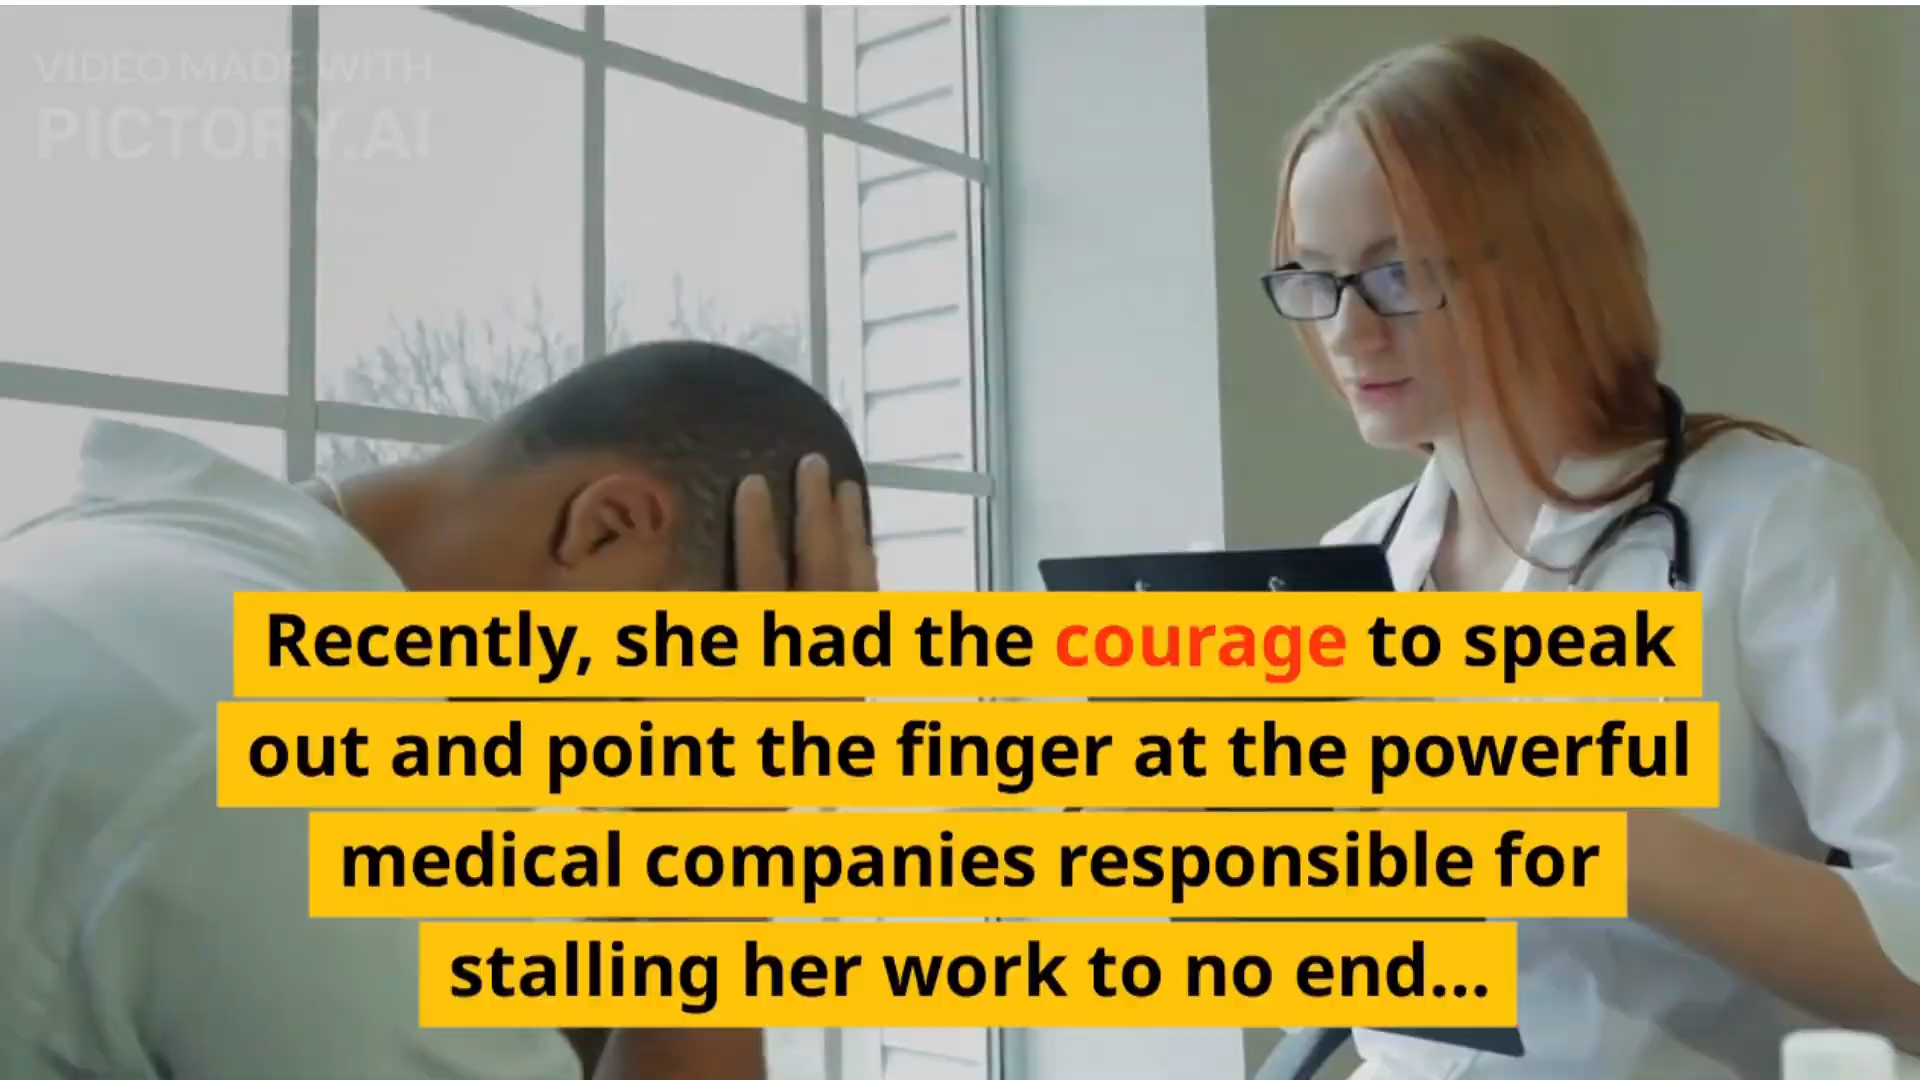 VIDEO MADE WITH
PICTORY.AI
Recently, she had the courage to speak
out and point the finger at the powerful
medical companies responsible for
stalling her work to no end...